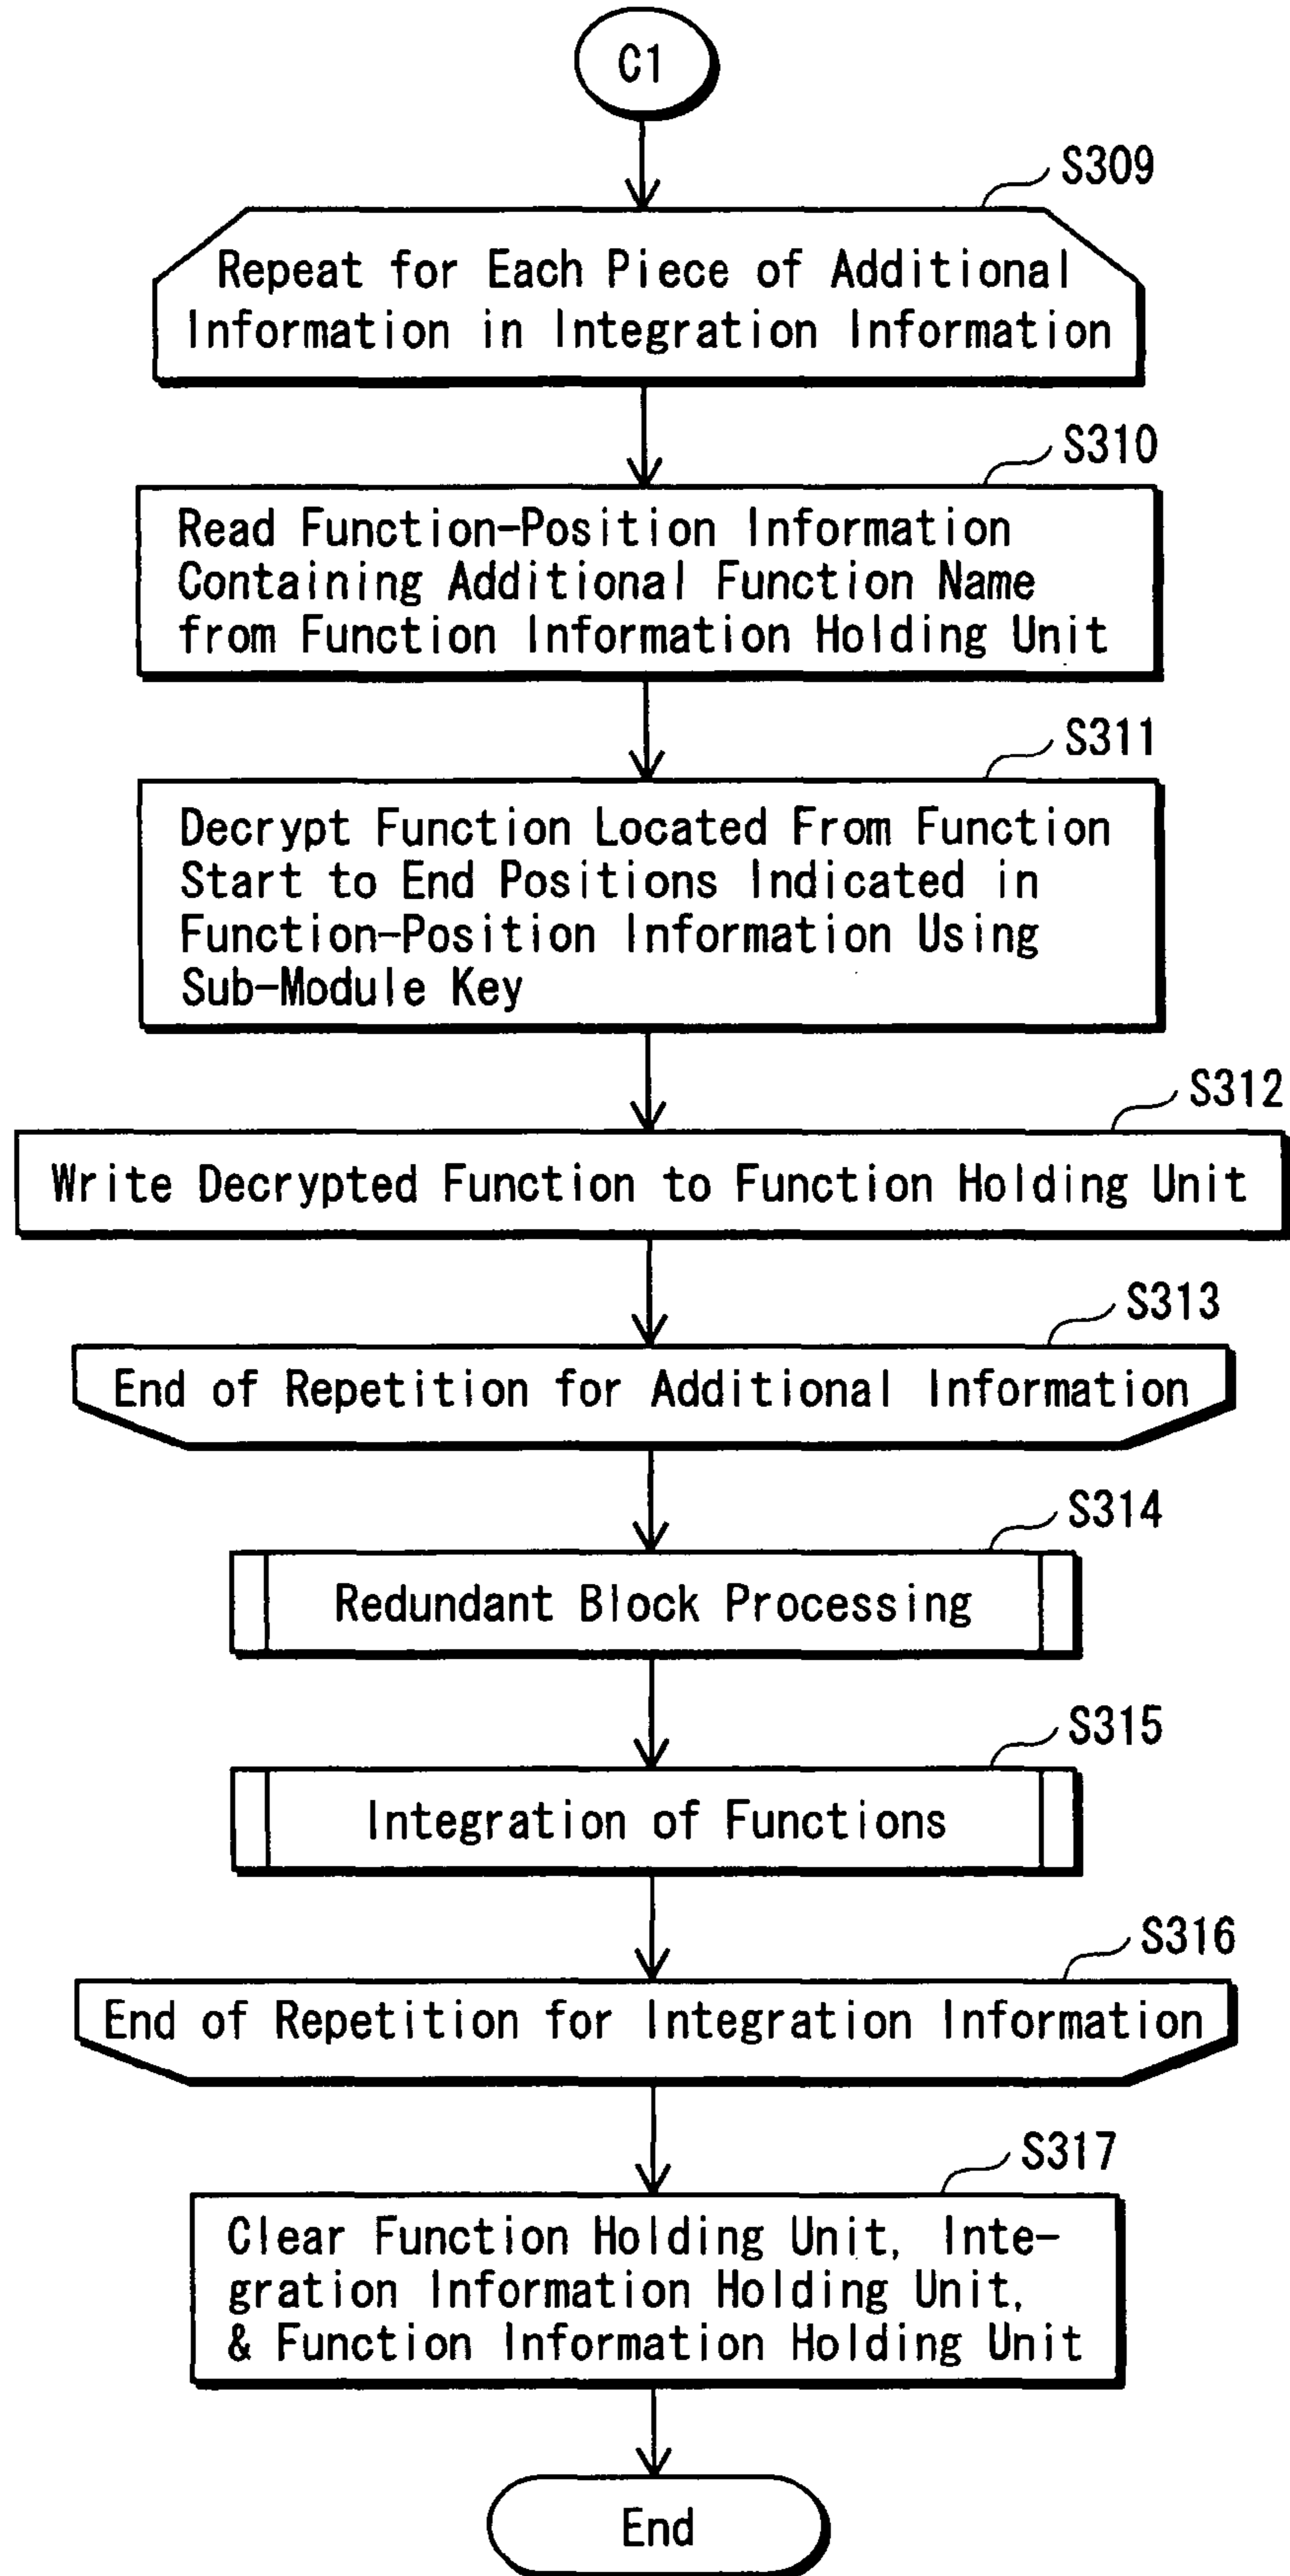 C1
S309
Repeat for Each Piece of Additional
Information in Integration Information
S310
Read Function-Position Information
Containing Additional Function Name
from Function Information Holding Unit
S311
Decrypt Function Located From Function
Start to End Positions Indicated in
Function-Position Information Using
Sub-Module Key
S312
Write Decrypted Function to Function Holding Unit
S313
End of Repetition for Additional Information
S314
Redundant Block Processing
S315
Integration of Functions
S316
End of Repetition for Integration Information
S317
Clear Function Holding Unit, Inte-
gration Information Holding Unit,
& Function Information Holding Unit
End